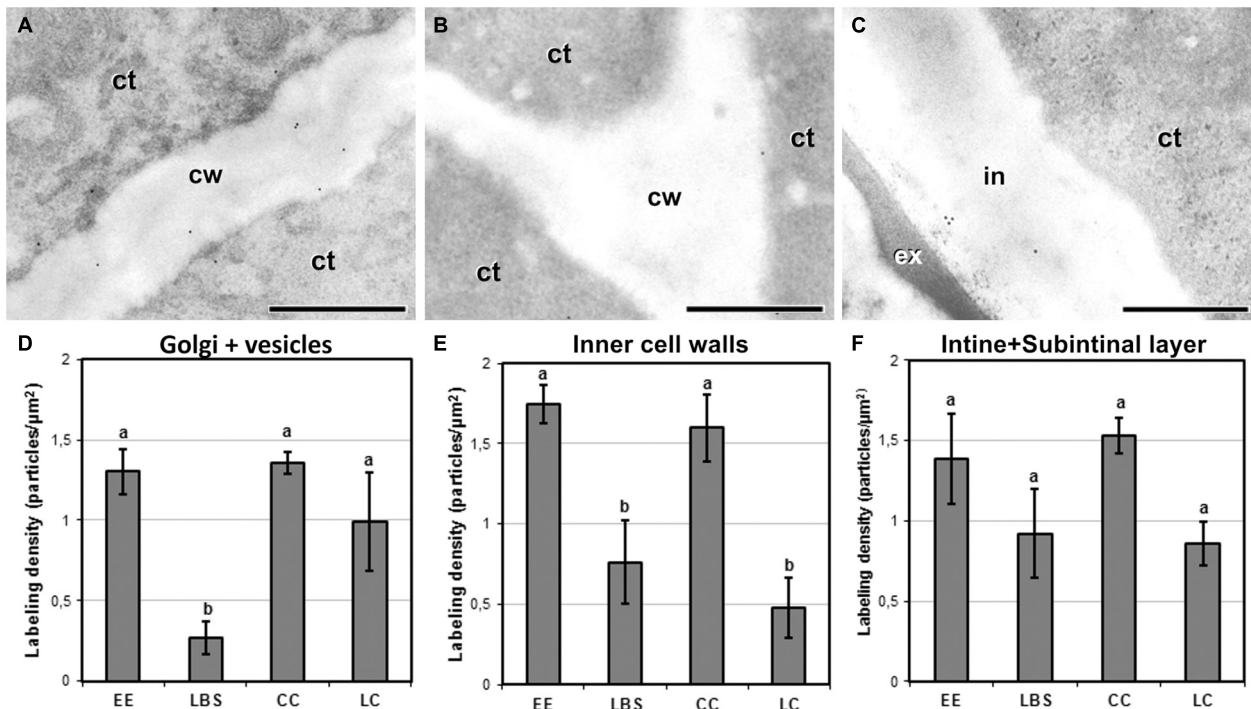 A
ct
cw
ct
B
ct
ct
cw
ct
C
ct
in
ex
D
Golgi + vesicles
Labeling density (particles/µm²)
2
1,5
1
0,5
0
a
b
a
a
EE LBS CC LC
E
Inner cell walls
Labeling density (particles/µm²)
2
1,5
1
0,5
0
a
b
a
b
EE LBS CC LC
F
Intine+Subintinal layer
Labeling density (particles/µm²)
2
1,5
1
0,5
0
a
a
a
a
EE LBS CC LC